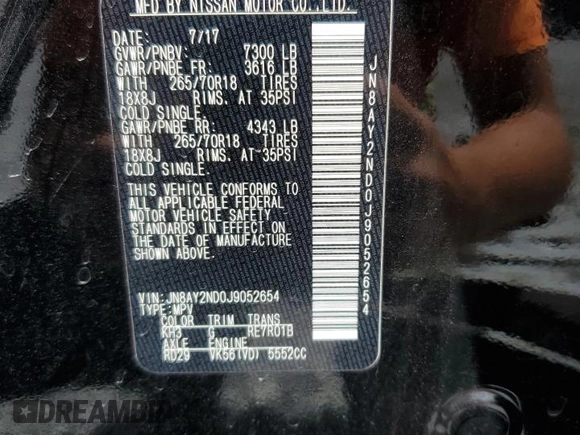 MFD BY NISSAN MOTOR CO., LTD.
DATE: 7/17
GVWR/PNBV: 7300 LB
GAWR/PNBE FR: 3616 LB
WITH 265/70R18 TIRES
18X8J RIMS. AT 35PSI
COLD SINGLE.
GAWR/PNBE RR: 4343 LB
WITH 265/70R18 TIRES
18X8J RIMS. AT 35PSI
COLD SINGLE.
THIS VEHICLE CONFORMS TO
ALL APPLICABLE FEDERAL
MOTOR VEHICLE SAFETY
STANDARDS IN EFFECT ON
THE DATE OF MANUFACTURE
SHOWN ABOVE.
VIN: JN8AY2ND0J9052654
TYPE: MPV
COLOR TRIM TRANS
KH3 G RE7R01B
AXLE ENGINE
RD29 VK56(VD) 5552CC
JN8AY2ND0J9052654
DREAMBID